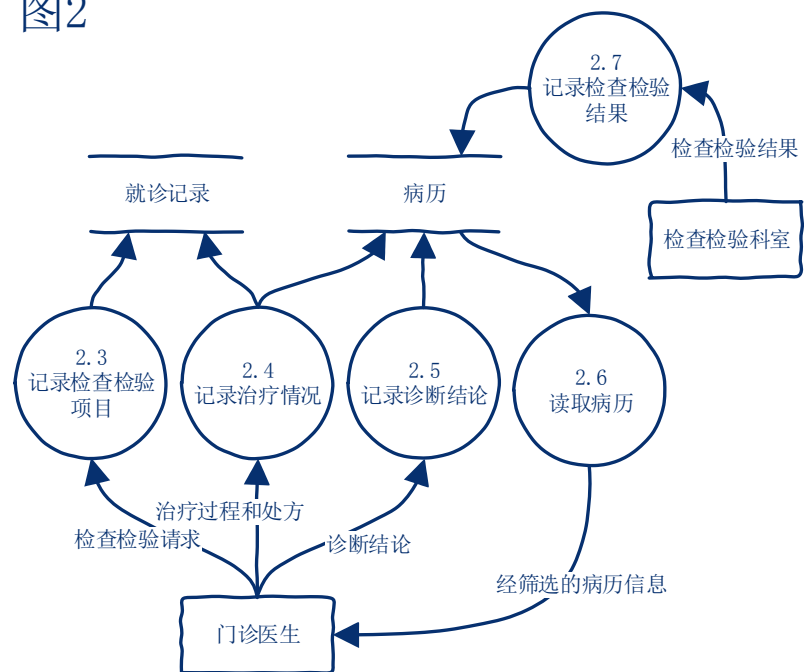 图2
2.7
记录检查检验
结果
检查检验结果
就诊记录
病历
检查检验科室
2.3
记录检查检验
项目
2.4
记录治疗情况
2.5
记录诊断结论
2.6
读取病历
治疗过程和处方
检查检验请求
诊断结论
经筛选的病历信息
门诊医生